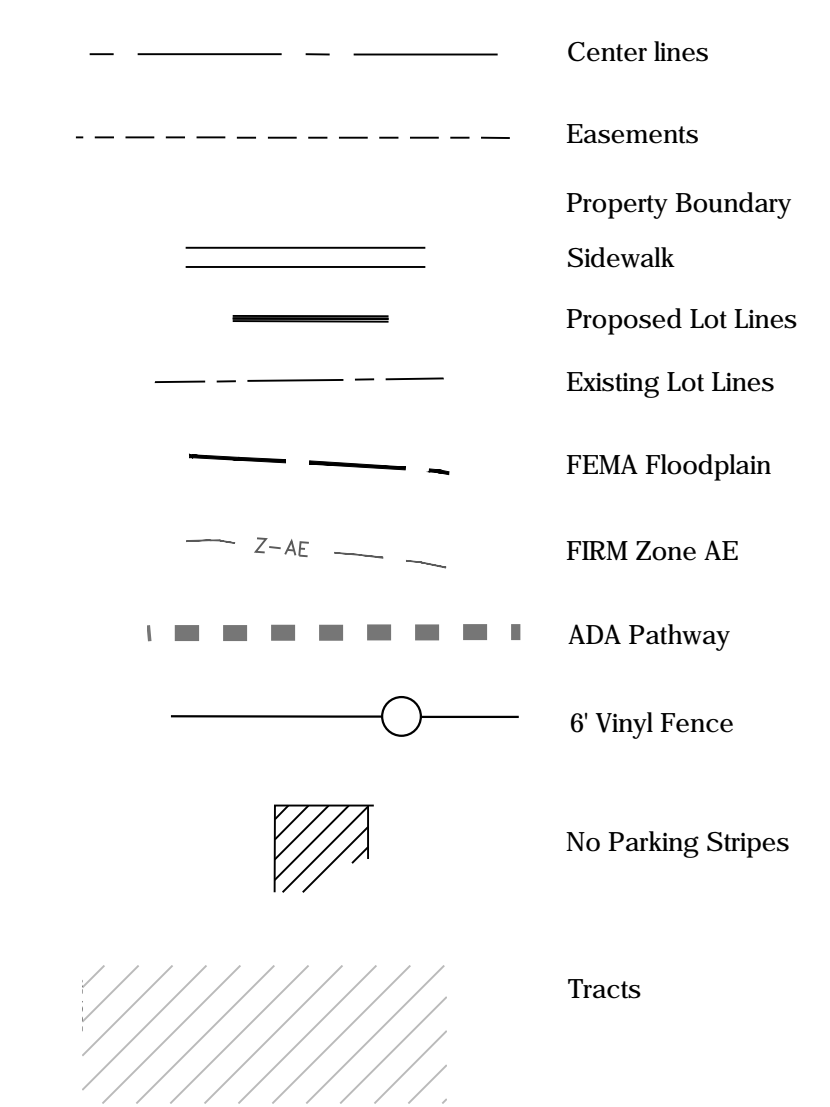 Center lines
Easements
Property Boundary
Sidewalk
Proposed Lot Lines
Existing Lot Lines
FEMA Floodplain
Z-AE
FIRM Zone AE
ADA Pathway
6' Vinyl Fence
No Parking Stripes
Tracts